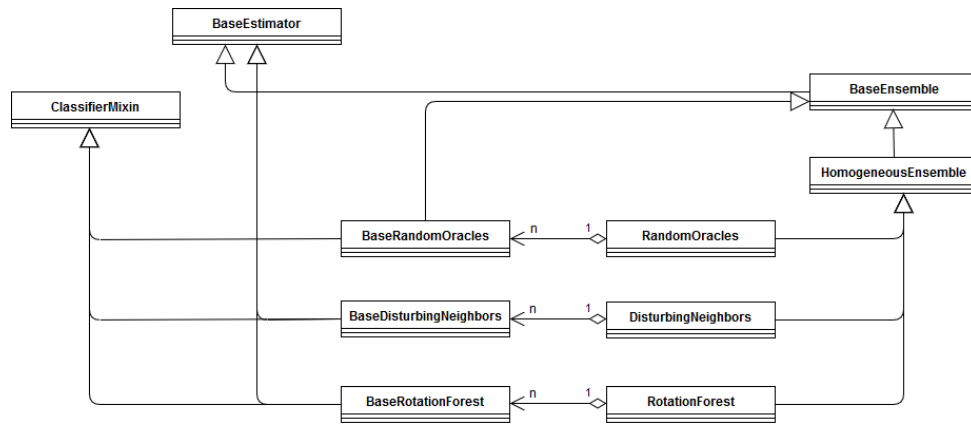 BaseEstimator
BaseEnsemble
ClassifierMixin
HomogeneousEnsemble
BaseRandomOracles
n
1
RandomOracles
BaseDisturbingNeighbors
n
1
DisturbingNeighbors
BaseRotationForest
n
1
RotationForest